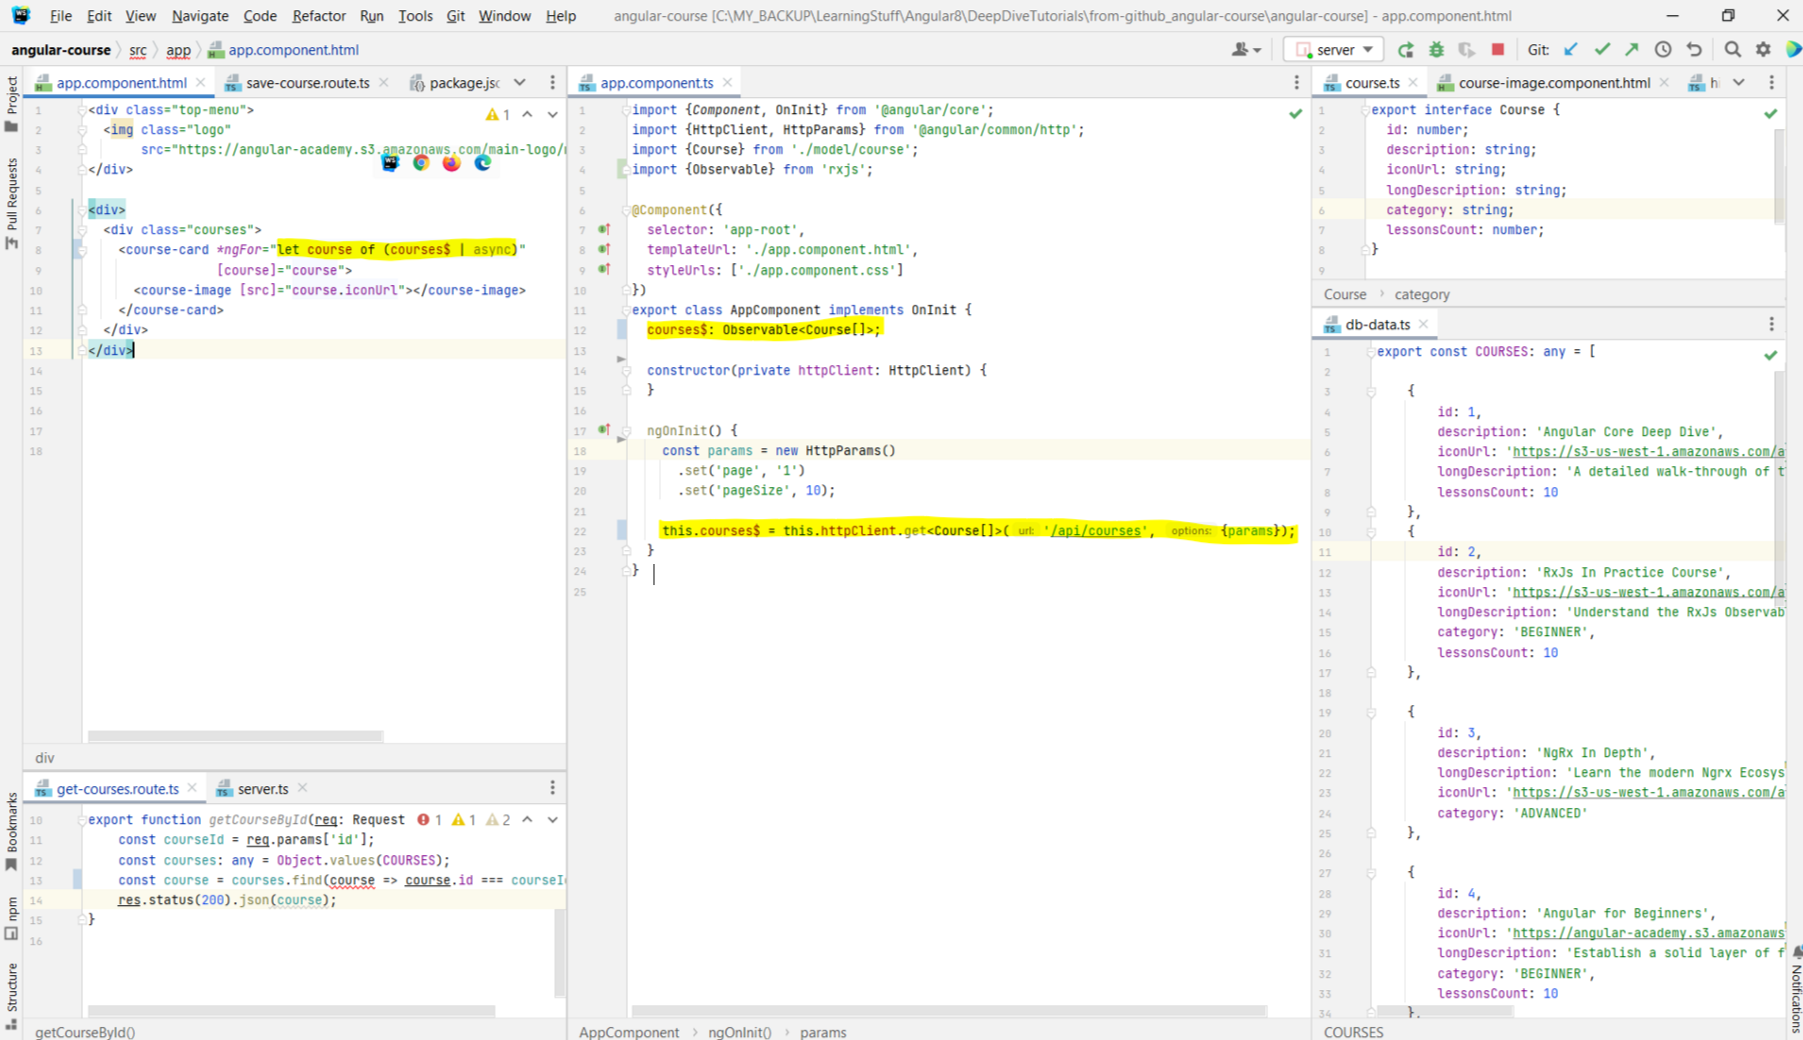 File Edit View Navigate Code Refactor Run Tools Git Window Help angular-course [C:\MY_BACKUP\LearningStuff\Angular8\DeepDiveTutorials\from-github_angular-course\angular-course] - app.component.html
angular-course src app app.component.html server Git:
Project
Pull Requests
Bookmarks
npm
Structure
app.component.html save-course.route.ts package.js
1 <div class="top-menu"> 1
2 <img class="logo"
3 src="https://angular-academy.s3.amazonaws.com/main-logo/
4 </div>
5
6 <div>
7 <div class="courses">
8 <course-card *ngFor="let course of (courses$ | async)"
9 [course]="course">
10 <course-image [src]="course.iconUrl"></course-image>
11 </course-card>
12 </div>
13 </div>
14
15
16
17
18
div
get-courses.route.ts server.ts
10 export function getCourseById(req: Request 1 1 2
11 const courseId = req.params['id'];
12 const courses: any = Object.values(COURSES);
13 const course = courses.find(course => course.id === courseI
14 res.status(200).json(course);
15 }
16
getCourseById()
app.component.ts
1 import {Component, OnInit} from '@angular/core';
2 import {HttpClient, HttpParams} from '@angular/common/http';
3 import {Course} from './model/course';
4 import {Observable} from 'rxjs';
5
6 @Component({
7 selector: 'app-root',
8 templateUrl: './app.component.html',
9 styleUrls: ['./app.component.css']
10 })
11 export class AppComponent implements OnInit {
12 courses$: Observable<Course[]>;
13
14 constructor(private httpClient: HttpClient) {
15 }
16
17 ngOnInit() {
18 const params = new HttpParams()
19 .set('page', '1')
20 .set('pageSize', 10);
21
22 this.courses$ = this.httpClient.get<Course[]>( url: '/api/courses', options: {params});
23 }
24 }
25
AppComponent ngOnInit() params
course.ts course-image.component.html hi
1 export interface Course {
2 id: number;
3 description: string;
4 iconUrl: string;
5 longDescription: string;
6 category: string;
7 lessonsCount: number;
8 }
9
Course category
db-data.ts
1 export const COURSES: any = [
2
3 {
4 id: 1,
5 description: 'Angular Core Deep Dive',
6 iconUrl: 'https://s3-us-west-1.amazonaws.com/a
7 longDescription: 'A detailed walk-through of t
8 lessonsCount: 10
9 },
10 {
11 id: 2,
12 description: 'RxJs In Practice Course',
13 iconUrl: 'https://s3-us-west-1.amazonaws.com/a
14 longDescription: 'Understand the RxJs Observab
15 category: 'BEGINNER',
16 lessonsCount: 10
17 },
18
19 {
20 id: 3,
21 description: 'NgRx In Depth',
22 longDescription: 'Learn the modern Ngrx Ecosys
23 iconUrl: 'https://s3-us-west-1.amazonaws.com/a
24 category: 'ADVANCED'
25 },
26
27 {
28 id: 4,
29 description: 'Angular for Beginners',
30 iconUrl: 'https://angular-academy.s3.amazonaws
31 longDescription: 'Establish a solid layer of f
32 category: 'BEGINNER',
33 lessonsCount: 10
34 },
COURSES
Notifications